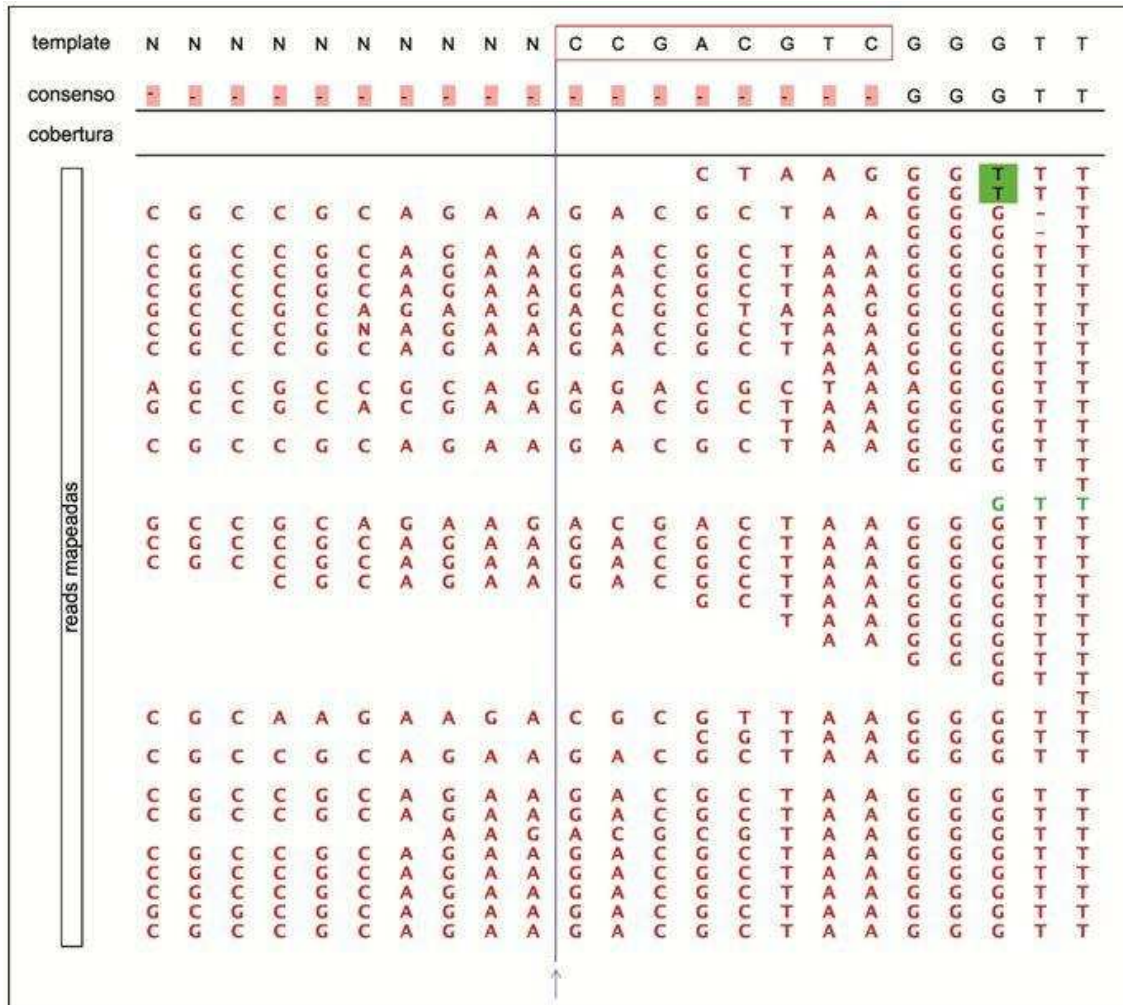 template N N N N N N N N N N C C G A C G T C G G G T T
consenso - - - - - - - - - - - - - - - - - - G G G T T
cobertura
reads mapeadas
C T A A G G G T T T
G G T T T
C G C C G C A G A A G A C G C T A A G G G - T
G G G - T
C G C C G C A G A A G A C G C T A A G G G T T
C G C C G C A G A A G A C G C T A A G G G T T
C G C C G C A G A A G A C G C T A A G G G T T
G C C G C A G A A G A C G C T A A G G G G T T
C G C C G N A G A A G A C G C T A A G G G T T
C G C C G C A G A A G A C G C T A A G G G T T
A A G G G T T
A G C G C C G C A G A G A C G C T A A G G T T
G C C G C A C G A A G A C G C T A A G G G T T
T A A G G G T T
C G C C G C A G A A G A C G C T A A G G G T T
G G G T T
T
G T T
G C C G C A G A A G A C G A C T A A G G G T T
C G C C G C A G A A G A C G C T A A G G G T T
C G C C G C A G A A G A C G C T A A G G G T T
C G C A G A A G A C G C T A A G G G T T
G C T A A G G G T T
T A A G G G T T
A A G G G T T
G G G T T
G T T
T
C G C A A G A A G A C G C G T T A A G G G T T
C G T A A G G G T T
C G C C G C A G A A G A C G C T A A G G G T T
C G C C G C A G A A G A C G C T A A G G G T T
C G C C G C A G A A G A C G C T A A G G G T T
A A G A C G C G T A A G G G T T
C G C C G C A G A A G A C G C T A A G G G T T
C G C C G C A G A A G A C G C T A A G G G T T
C G C C G C A G A A G A C G C T A A G G G T T
G C G C G C A G A A G A C G C T A A G G G T T
C G C C G C A G A A G A C G C T A A G G G T T